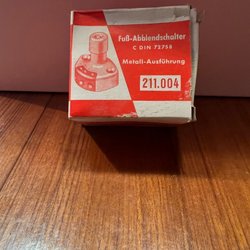 Fuß-Abblendschalter
C DIN 72758
Metall-Ausführung
211.004